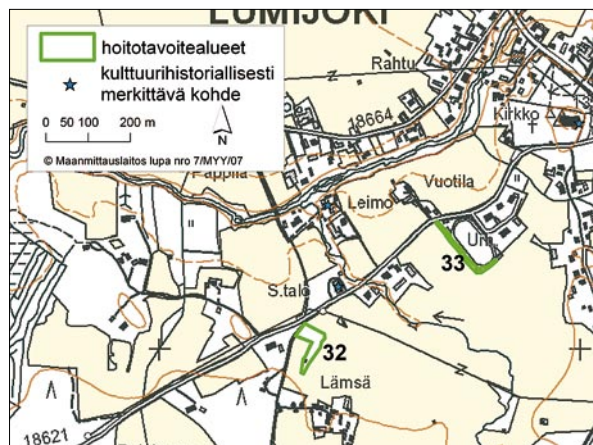 LUMIJOKI
hoitotavoitealueet
kulttuurihistoriallisesti
merkittävä kohde
0 50 100 200 m
N
© Maanmittauslaitos lupa nro 7/MYY/07
Rahtu
18664
Kirkko
Pappila
Leimo
Vuotila
Urh.
33
S.talo
32
Lämsä
18621